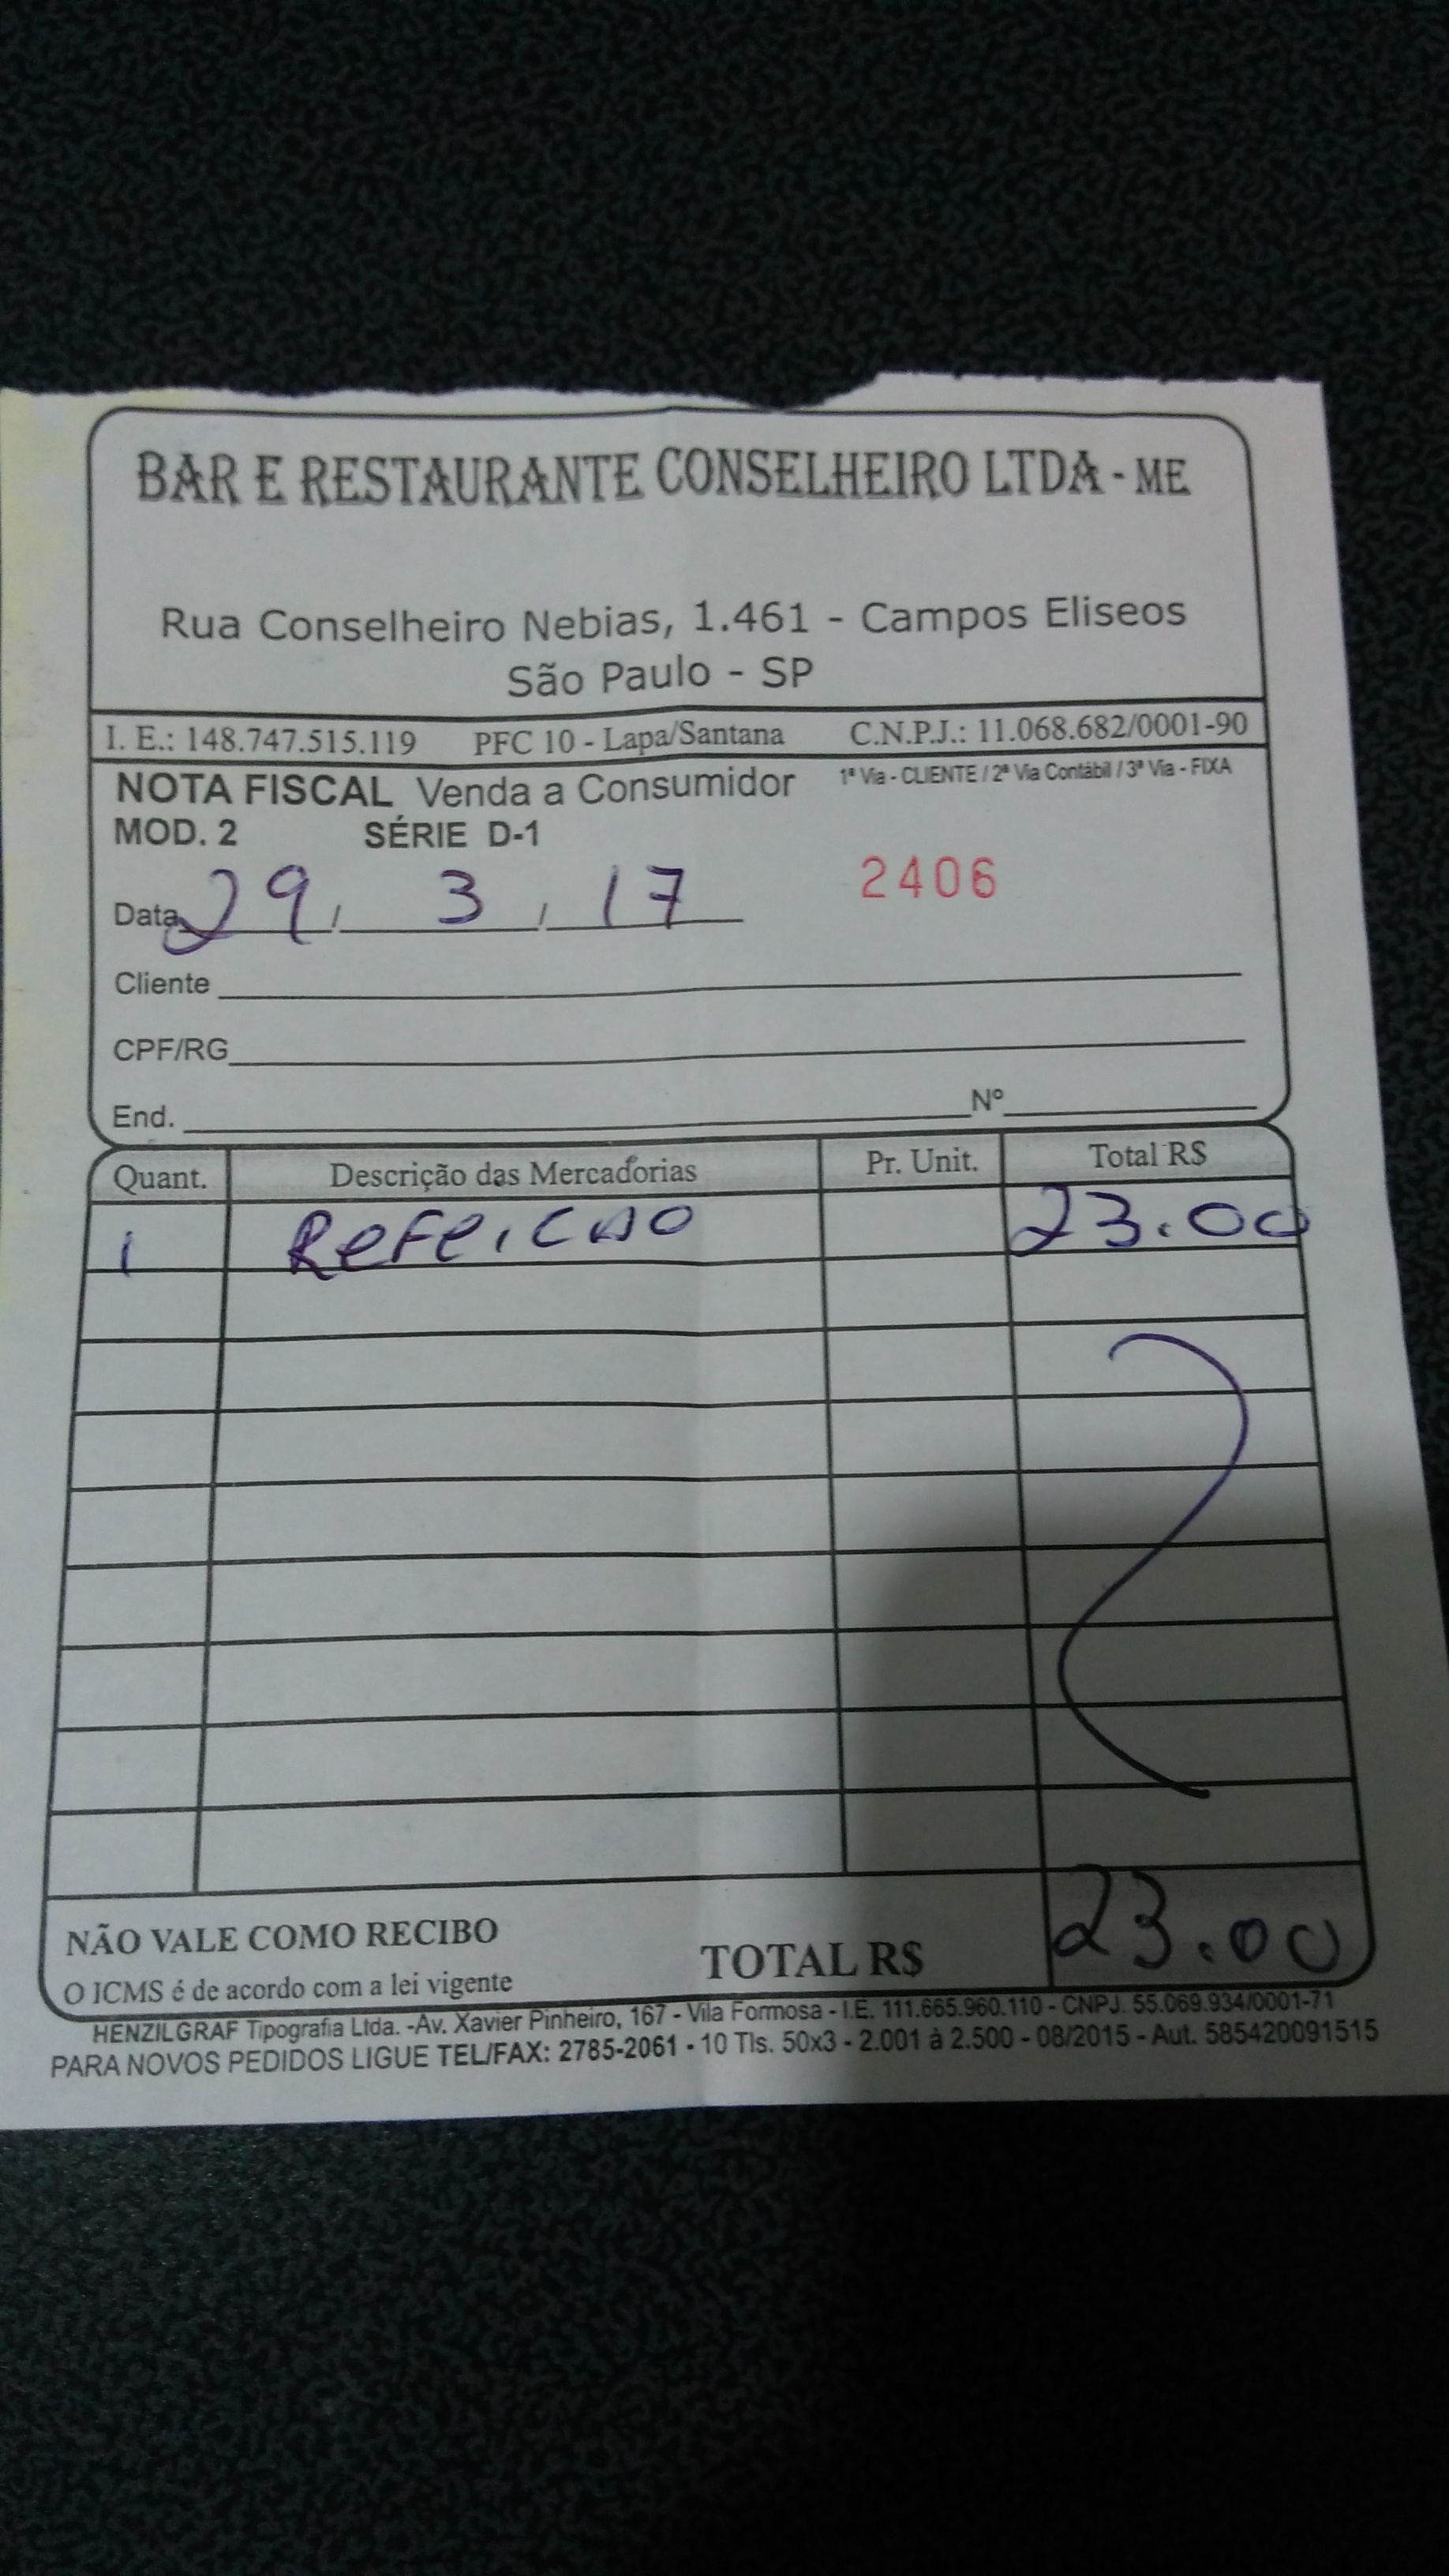 BAR E RESTAURANTE CONSELHEIRO LTDA - ME
Rua Conselheiro Nebias, 1.461 - Campos Eliseos
São Paulo - SP
I. E.: 148.747.515.119 PFC 10 - Lapa/Santana C.N.P.J.: 11.068.682/0001-90
NOTA FISCAL Venda a Consumidor 1ª Via - CLIENTE / 2ª Via Contábil / 3ª Via - FIXA
MOD. 2 SÉRIE D-1
2406
Data 29 / 3 / 17
Cliente
CPF/RG
End. Nº
Quant. Descrição das Mercadorias Pr. Unit. Total R$
1 Refeicao 23.00
NÃO VALE COMO RECIBO TOTAL R$ 23.00
O ICMS é de acordo com a lei vigente
HENZILGRAF Tipografia Ltda. -Av. Xavier Pinheiro, 167 - Vila Formosa - I.E. 111.665.960.110 - CNPJ. 55.069.934/0001-71
PARA NOVOS PEDIDOS LIGUE TEL/FAX: 2785-2061 - 10 Tls. 50x3 - 2.001 à 2.500 - 08/2015 - Aut. 585420091515